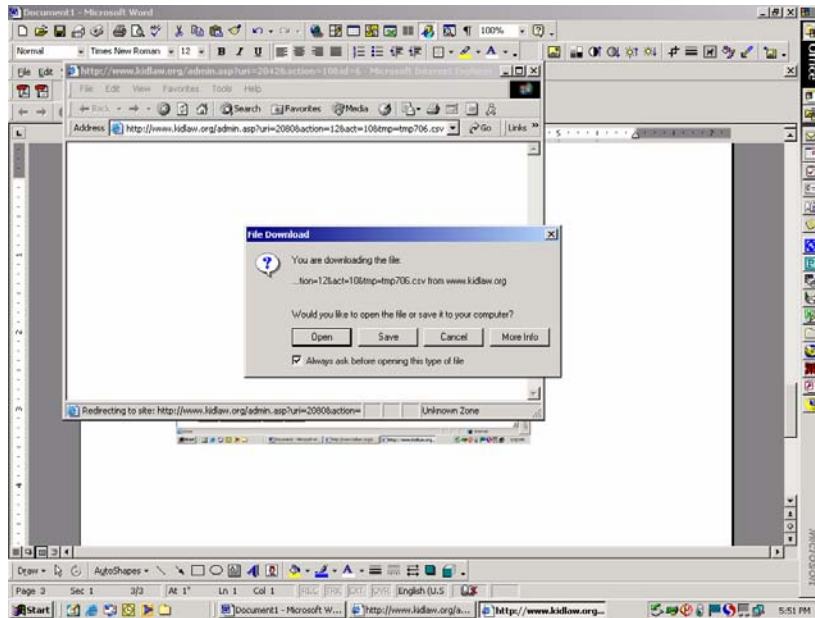 Document1 - Microsoft Word
100%
Normal Times New Roman 12 B I U
File Edit
http://www.kidlaw.org/admin.asp?uri=2042&action=10&id=6 - Microsoft Internet Explorer
File Edit View Favorites Tools Help
Back Search Favorites Media
Address http://www.kidlaw.org/admin.asp?uri=2080&action=12&act=10&tmp=tmp706.csv Go Links »
File Download
You are downloading the file:
...tion=12&act=10&tmp=tmp706.csv from www.kidlaw.org
Would you like to open the file or save it to your computer?
Open Save Cancel More Info
Always ask before opening this type of file
Redirecting to site: http://www.kidlaw.org/admin.asp?uri=2080&action= Unknown Zone
Draw AutoShapes
Page 3 Sec 1 3/3 At 1" Ln 1 Col 1 REC TRK EXT OVR English (U.S
Start Document1 - Microsoft W... http://www.kidlaw.org/a... http://www.kidlaw.org... 5:51 PM
Office
Microsoft